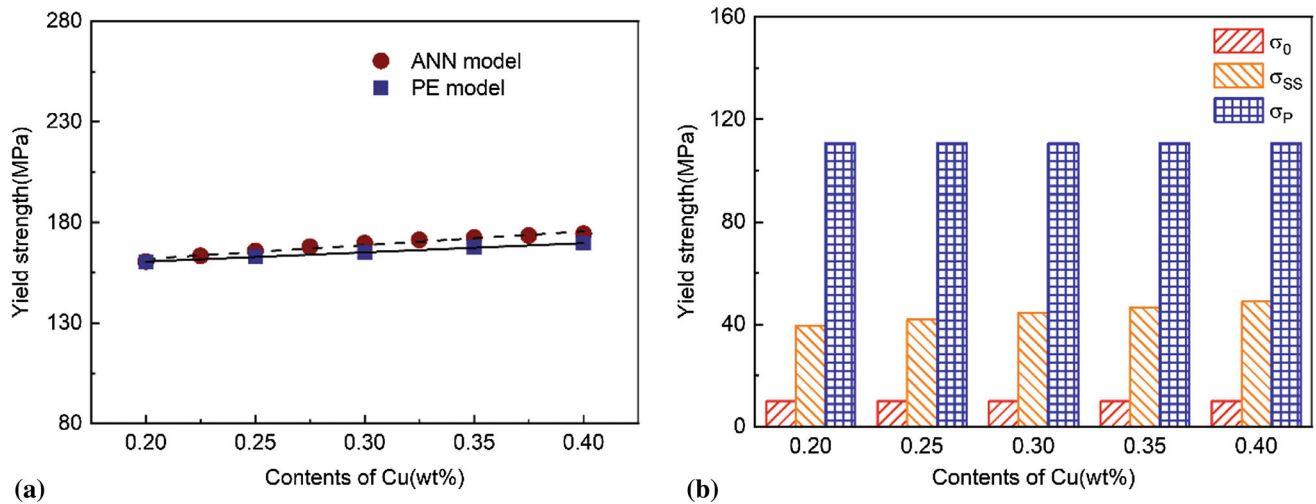 280
230
180
130
80
Yield strength(MPa)
ANN model
PE model
0.20 0.25 0.30 0.35 0.40
Contents of Cu(wt%)
(a)
160
120
80
40
0
Yield strength(MPa)
σ0
σSS
σP
0.20 0.25 0.30 0.35 0.40
Contents of Cu(wt%)
(b)